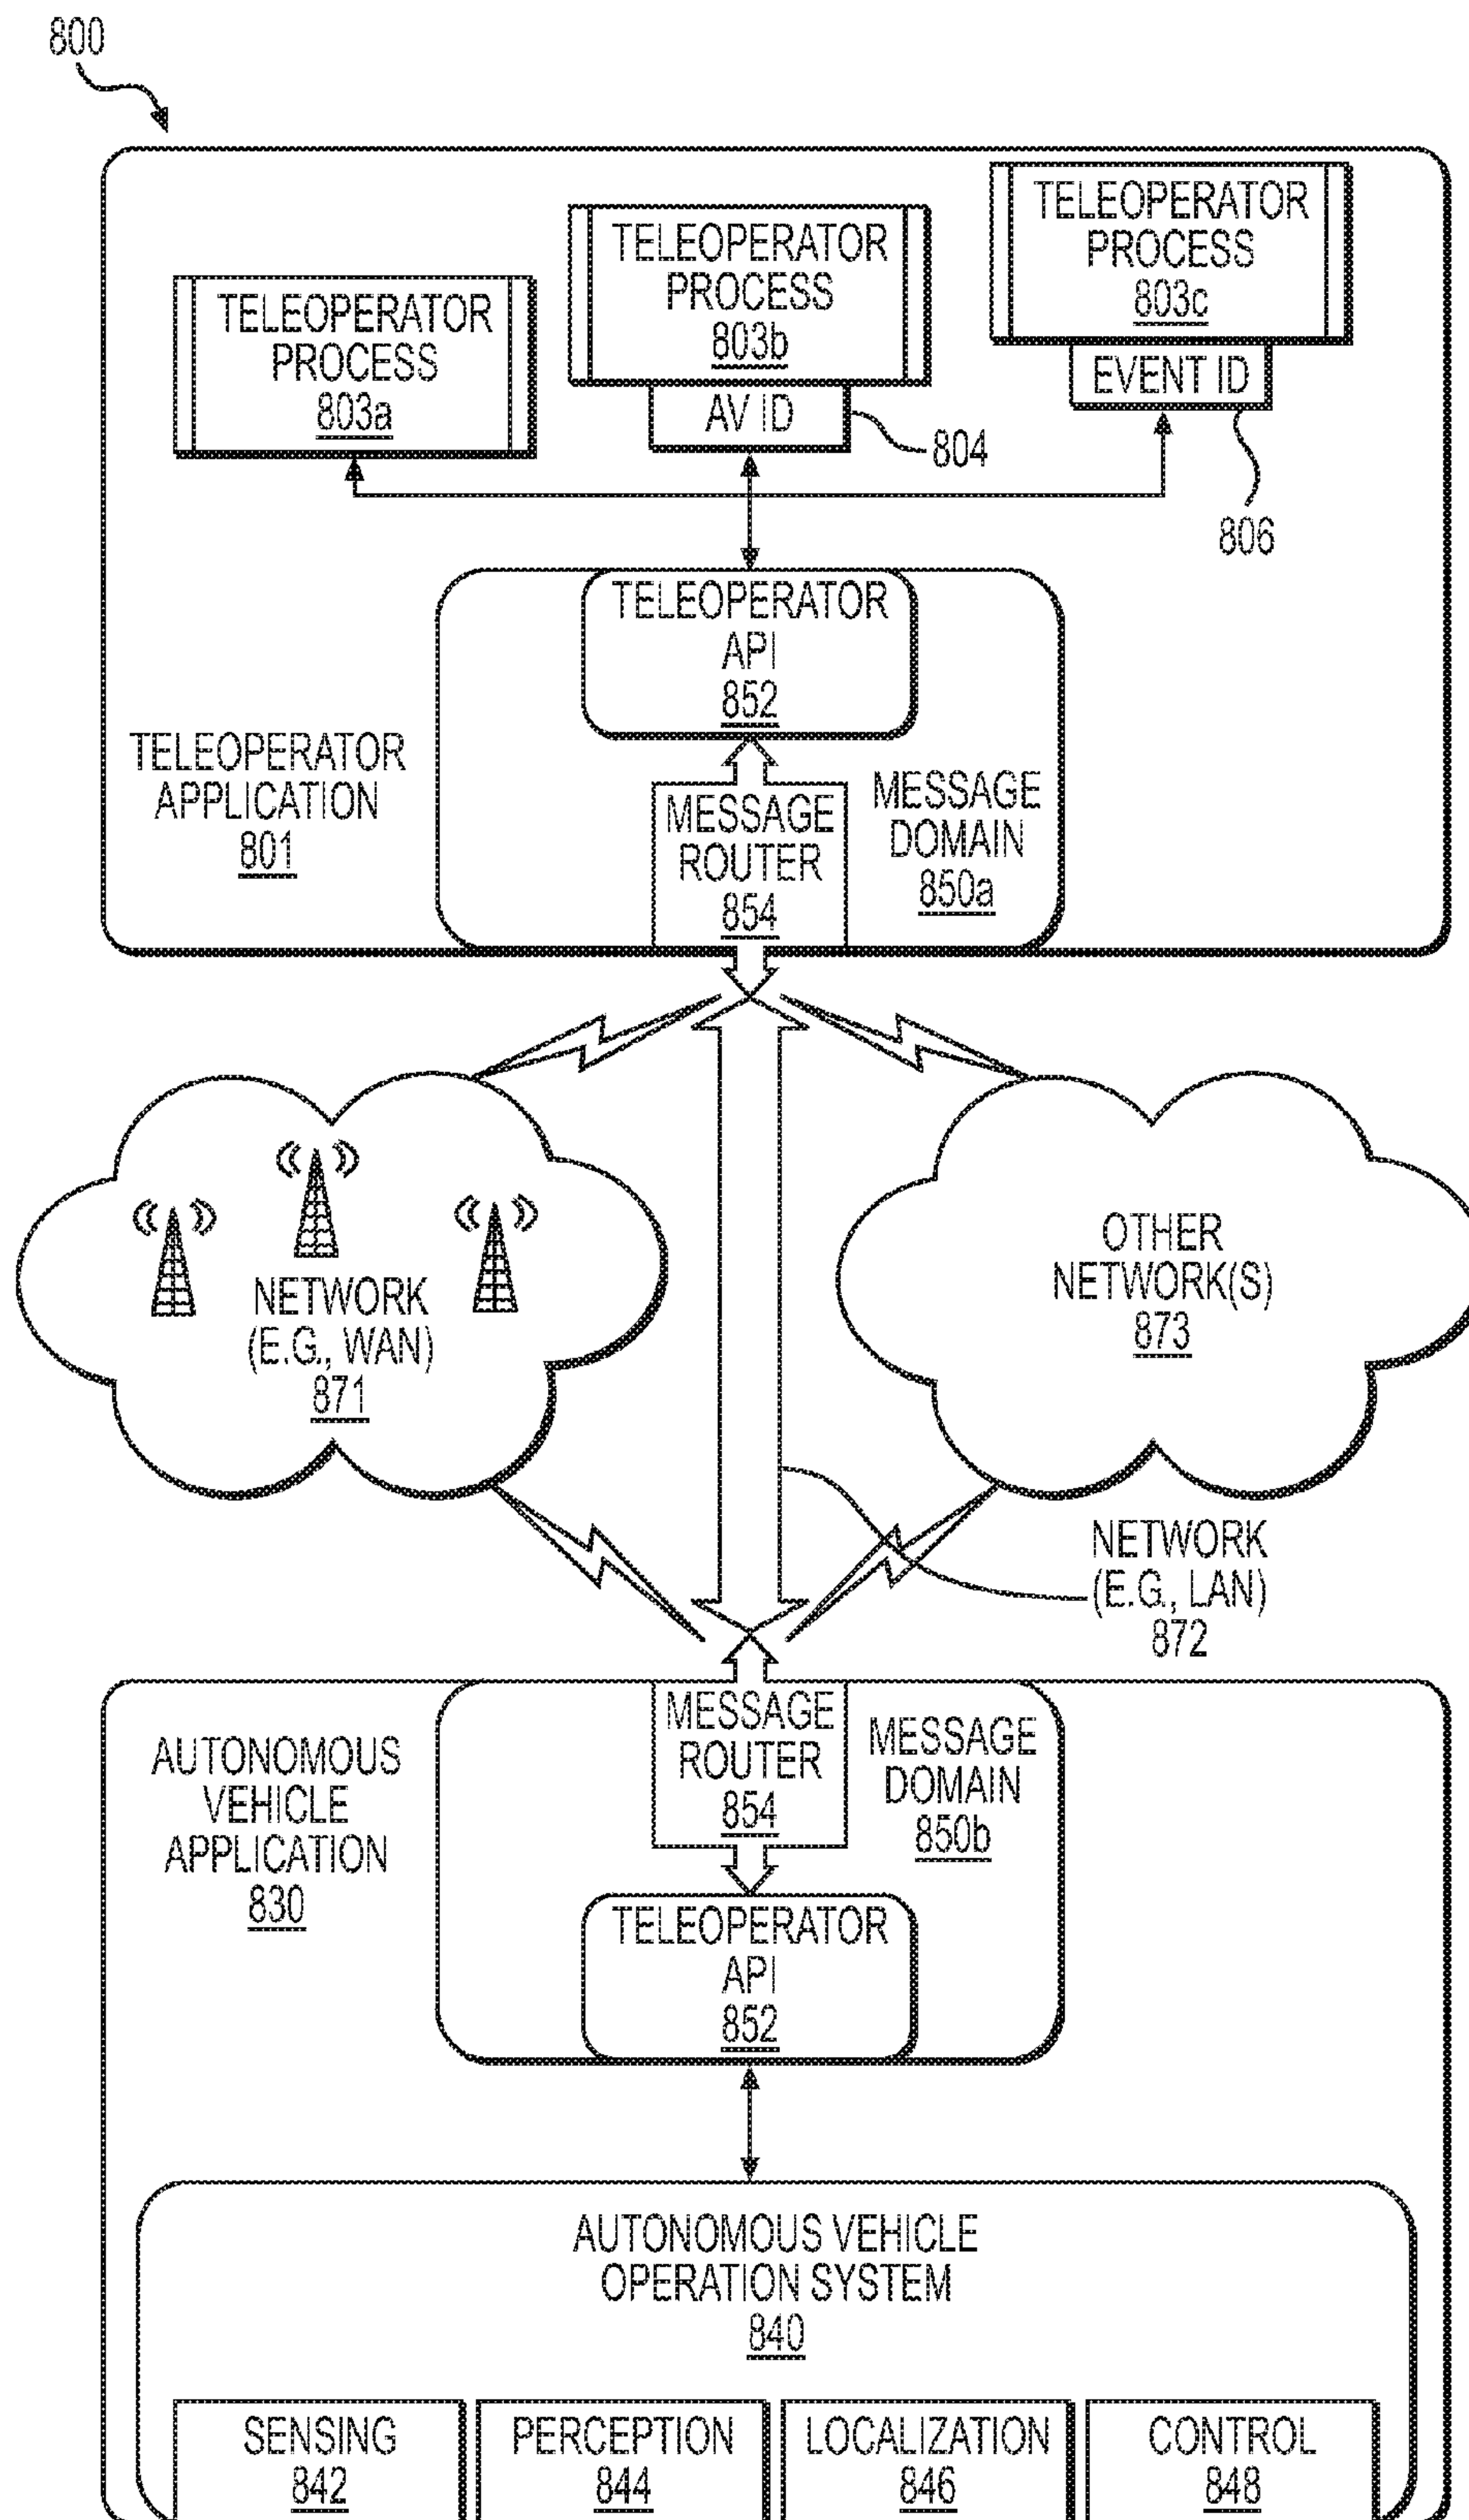 800
TELEOPERATOR
PROCESS
803a
TELEOPERATOR
PROCESS
803b
AV ID
804
TELEOPERATOR
PROCESS
803c
EVENT ID
806
TELEOPERATOR
API
852
TELEOPERATOR
APPLICATION
801
MESSAGE
ROUTER
854
MESSAGE
DOMAIN
850a
NETWORK
(E.G., WAN)
871
OTHER
NETWORK(S)
873
NETWORK
(E.G., LAN)
872
AUTONOMOUS
VEHICLE
APPLICATION
830
MESSAGE
ROUTER
854
MESSAGE
DOMAIN
850b
TELEOPERATOR
API
852
AUTONOMOUS VEHICLE
OPERATION SYSTEM
840
SENSING
842
PERCEPTION
844
LOCALIZATION
846
CONTROL
848